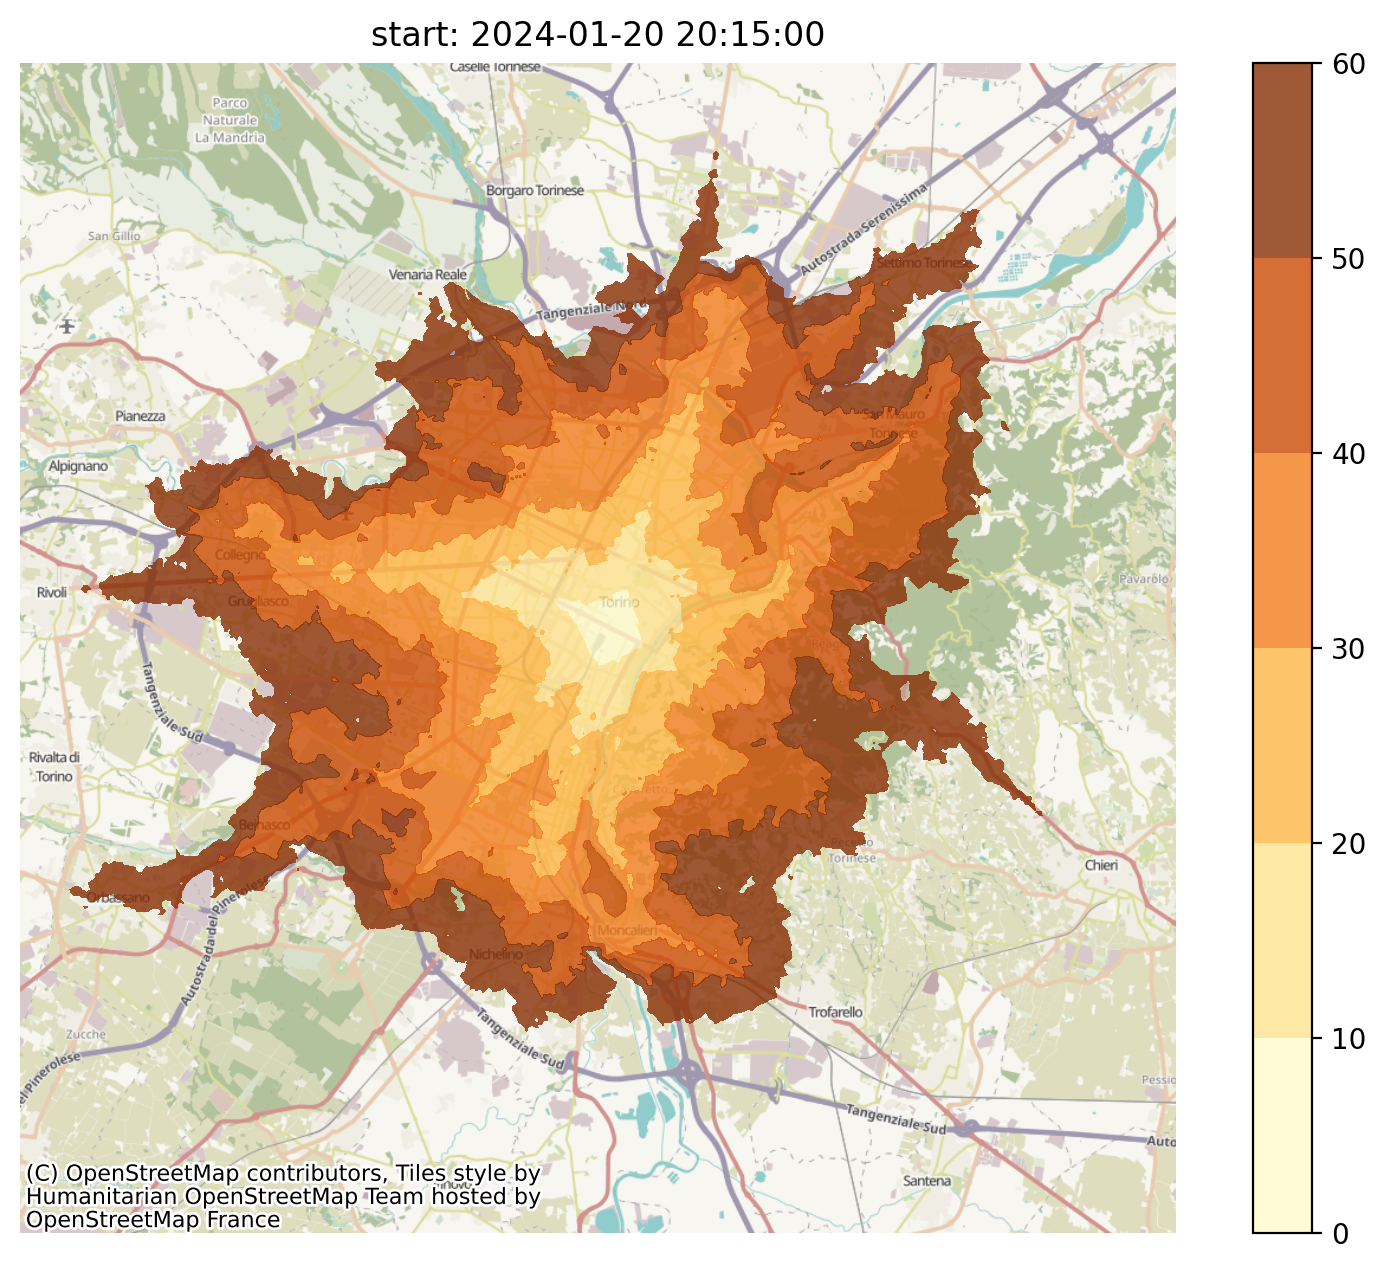 start: 2024-01-20 20:15:00
Caselle Torinese
Parco
Naturale
La Mandria
Borgaro Torinese
San Gillio
Autostrada Serenissima
Venaria Reale
Settimo Torinese
Tangenziale Nord
Pianezza
San Mauro
Torinese
Alpignano
Collegno
Pavarolo
Rivoli
Grugliasco
Torino
Tangenziale Sud
Rivalta di
Torino
Cavoretto
Beinasco
Torinese
Chieri
Orbassano
Autostrada del Pinerolese
Moncalieri
Nichelino
Trofarello
Zucche
Tangenziale Sud
Pessio
del Pinerolese
Tangenziale Sud
Auto
Santena
(C) OpenStreetMap contributors, Tiles style by
Humanitarian OpenStreetMap Team hosted by
OpenStreetMap France
60
50
40
30
20
10
0